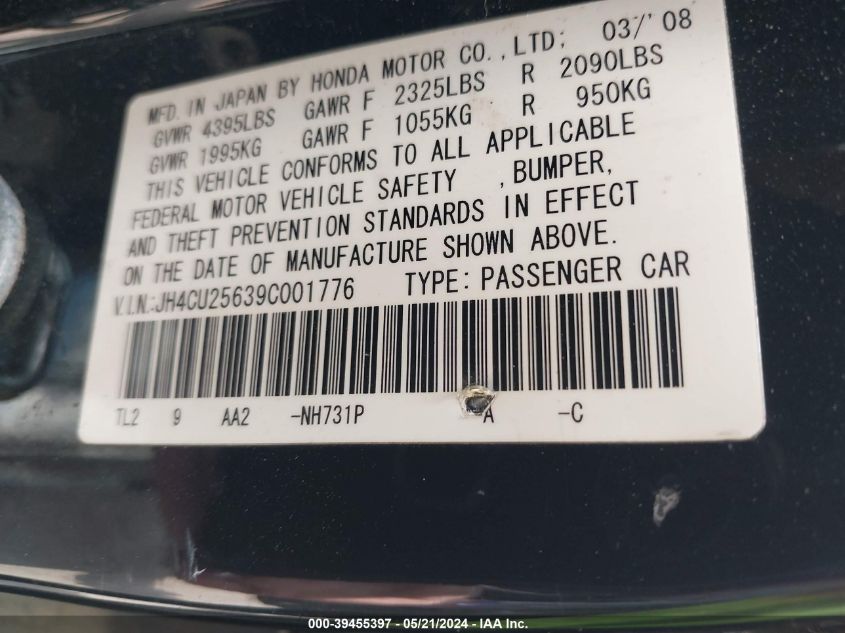 MFD. IN JAPAN BY HONDA MOTOR CO.,LTD; 03/'08
GVWR 4395LBS GAWR F 2325LBS R 2090LBS
GVWR 1995KG GAWR F 1055KG R 950KG
THIS VEHICLE CONFORMS TO ALL APPLICABLE
FEDERAL MOTOR VEHICLE SAFETY , BUMPER,
AND THEFT PREVENTION STANDARDS IN EFFECT
ON THE DATE OF MANUFACTURE SHOWN ABOVE.
V.I.N.:JH4CU25639C001776 TYPE: PASSENGER CAR
TL2 9 AA2 -NH731P A -C
000-39455397 - 05/21/2024 - IAA Inc.